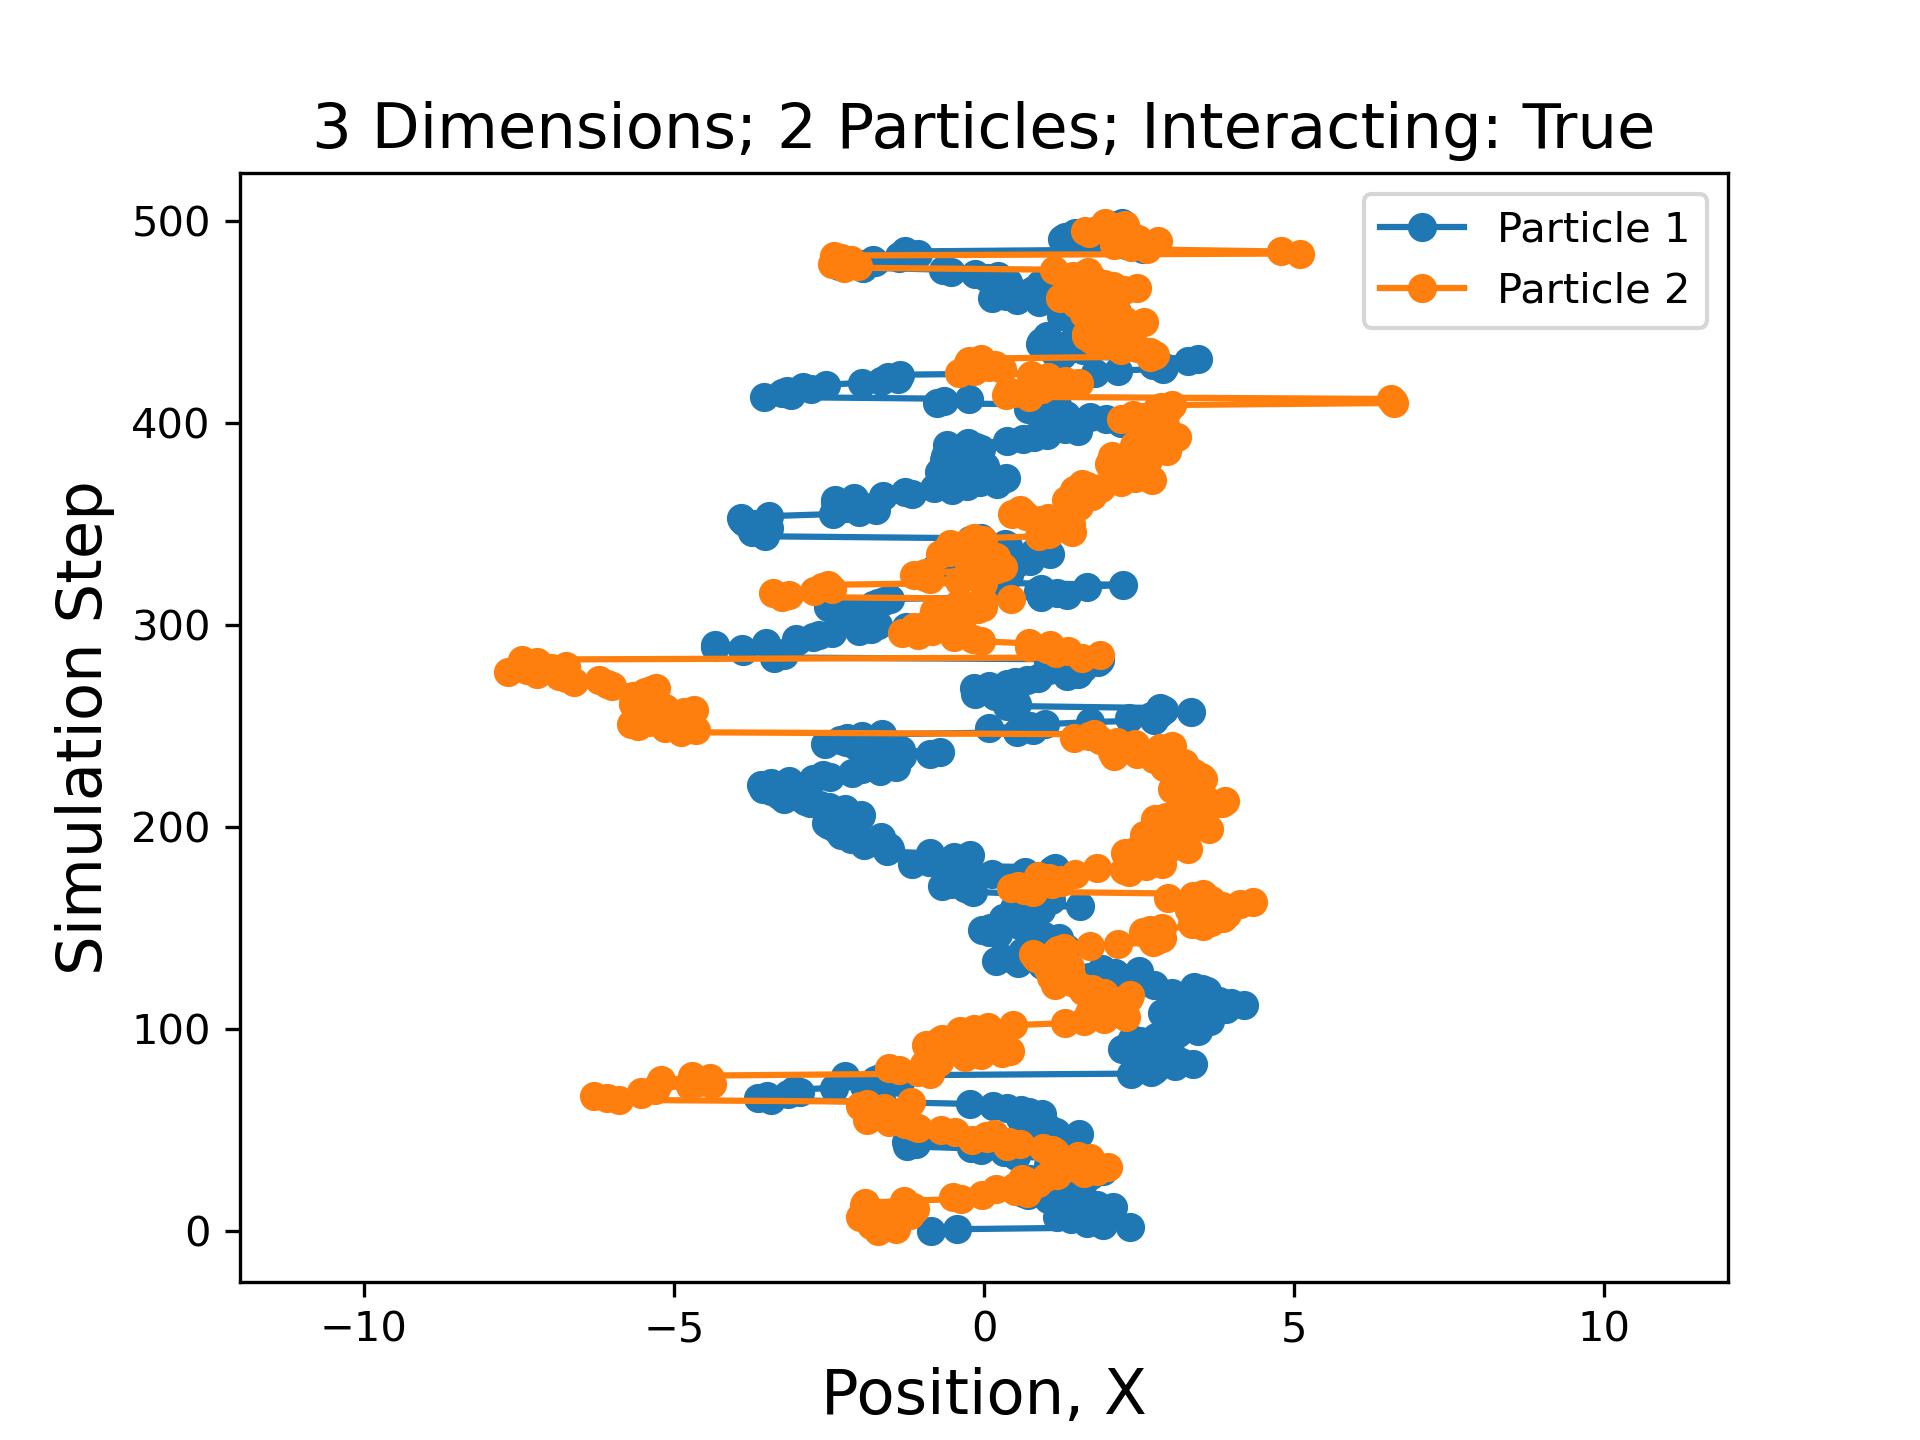 3 Dimensions; 2 Particles; Interacting: True
Particle 1
Particle 2
Simulation Step
500
400
300
200
100
0
−10
−5
0
5
10
Position, X